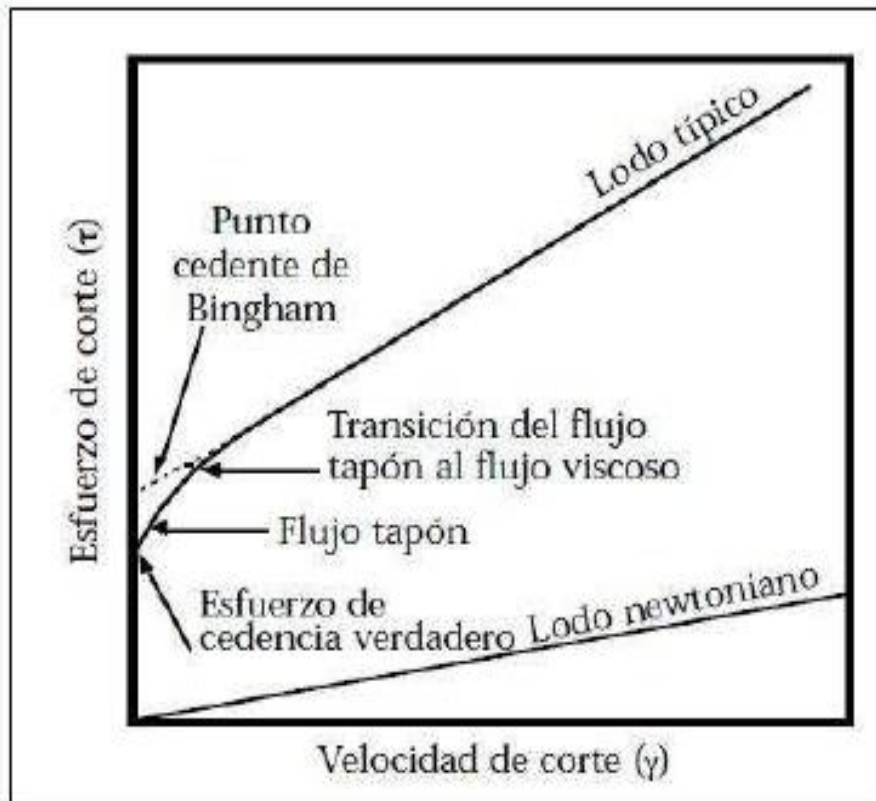 Esfuerzo de corte (τ)
Lodo típico
Punto
cedente de
Bingham
Transición del flujo
tapón al flujo viscoso
Flujo tapón
Esfuerzo de
cedencia verdadero
Lodo newtoniano
Velocidad de corte (γ)